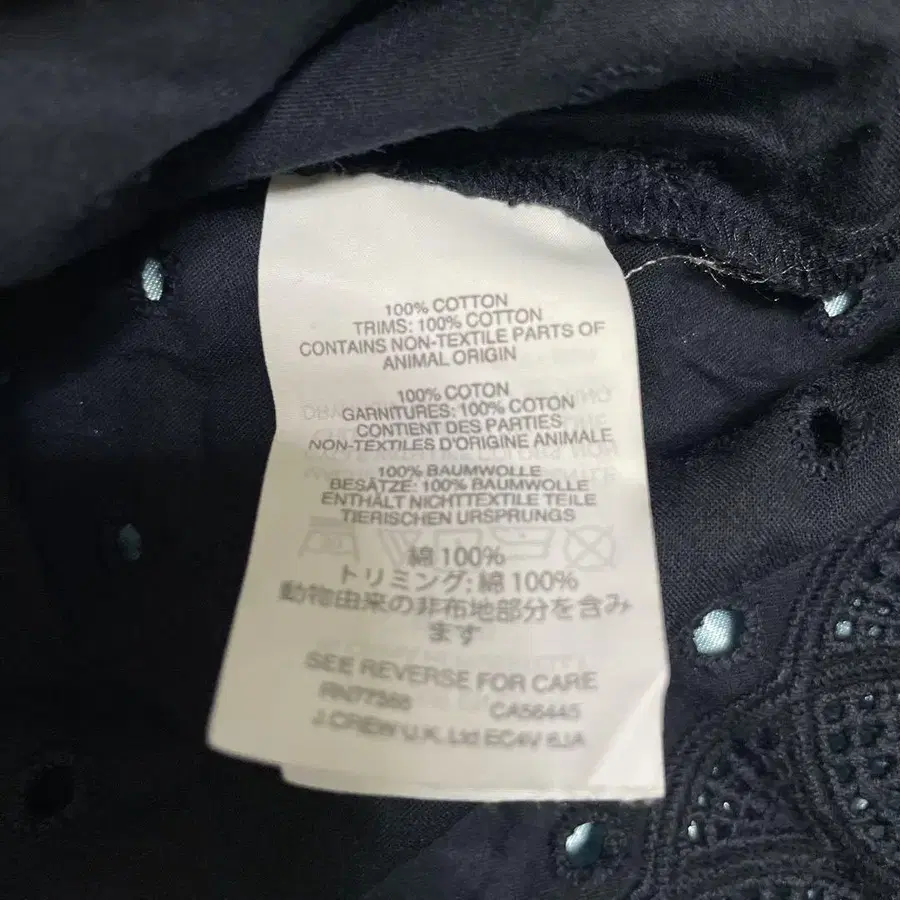 100% COTTON
TRIMS: 100% COTTON
CONTAINS NON-TEXTILE PARTS OF
ANIMAL ORIGIN
100% COTON
GARNITURES: 100% COTON
CONTIENT DES PARTIES
NON-TEXTILES D'ORIGINE ANIMALE
100% BAUMWOLLE
BESÄTZE: 100% BAUMWOLLE
ENTHÄLT NICHTTEXTILE TEILE
TIERISCHEN URSPRUNGS
綿 100%
トリミング: 綿 100%
動物由来の非布地部分を含み
ます
SEE REVERSE FOR CARE
CA56445
J.CREW U.K. Ltd EC4V 6JA